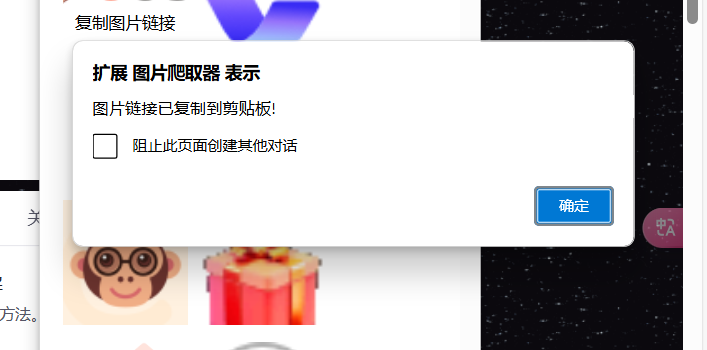 复制图片链接
扩展 图片爬取器 表示
图片链接已复制到剪贴板!
阻止此页面创建其他对话
确定
中
A
关
方法。